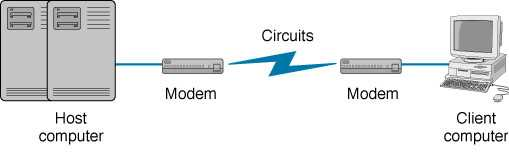 Circuits
Modem
Modem
Host
computer
Client
computer